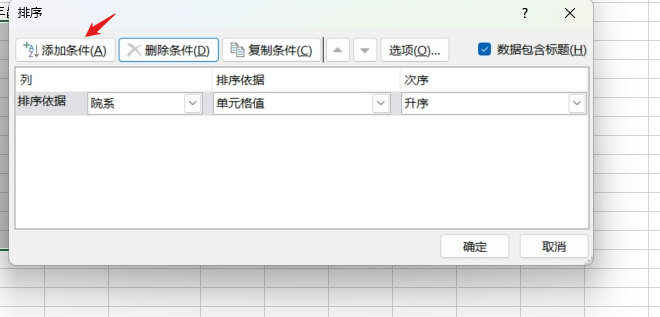 排序
?
添加条件(A) 删除条件(D) 复制条件(C) 选项(O)... 数据包含标题(H)
列 排序依据 次序
排序依据 院系 单元格值 升序
确定 取消